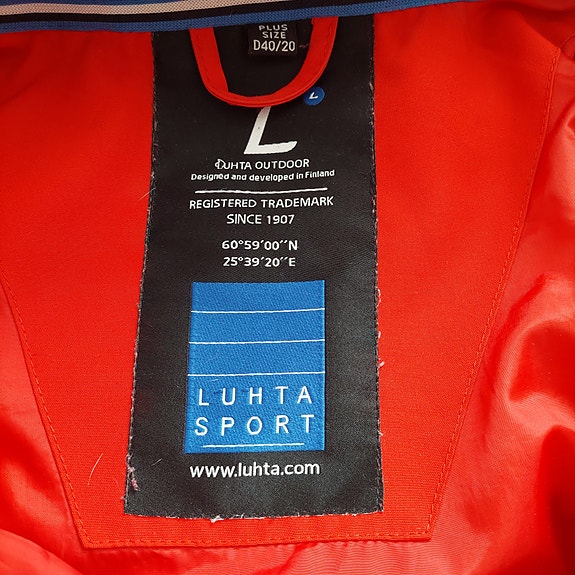 PLUS
SIZE
D40/20
L
L
LUHTA OUTDOOR
Designed and developed in Finland
REGISTERED TRADEMARK
SINCE 1907
60°59′00′′N
25°39′20′′E
LUHTA
SPORT
www.luhta.com